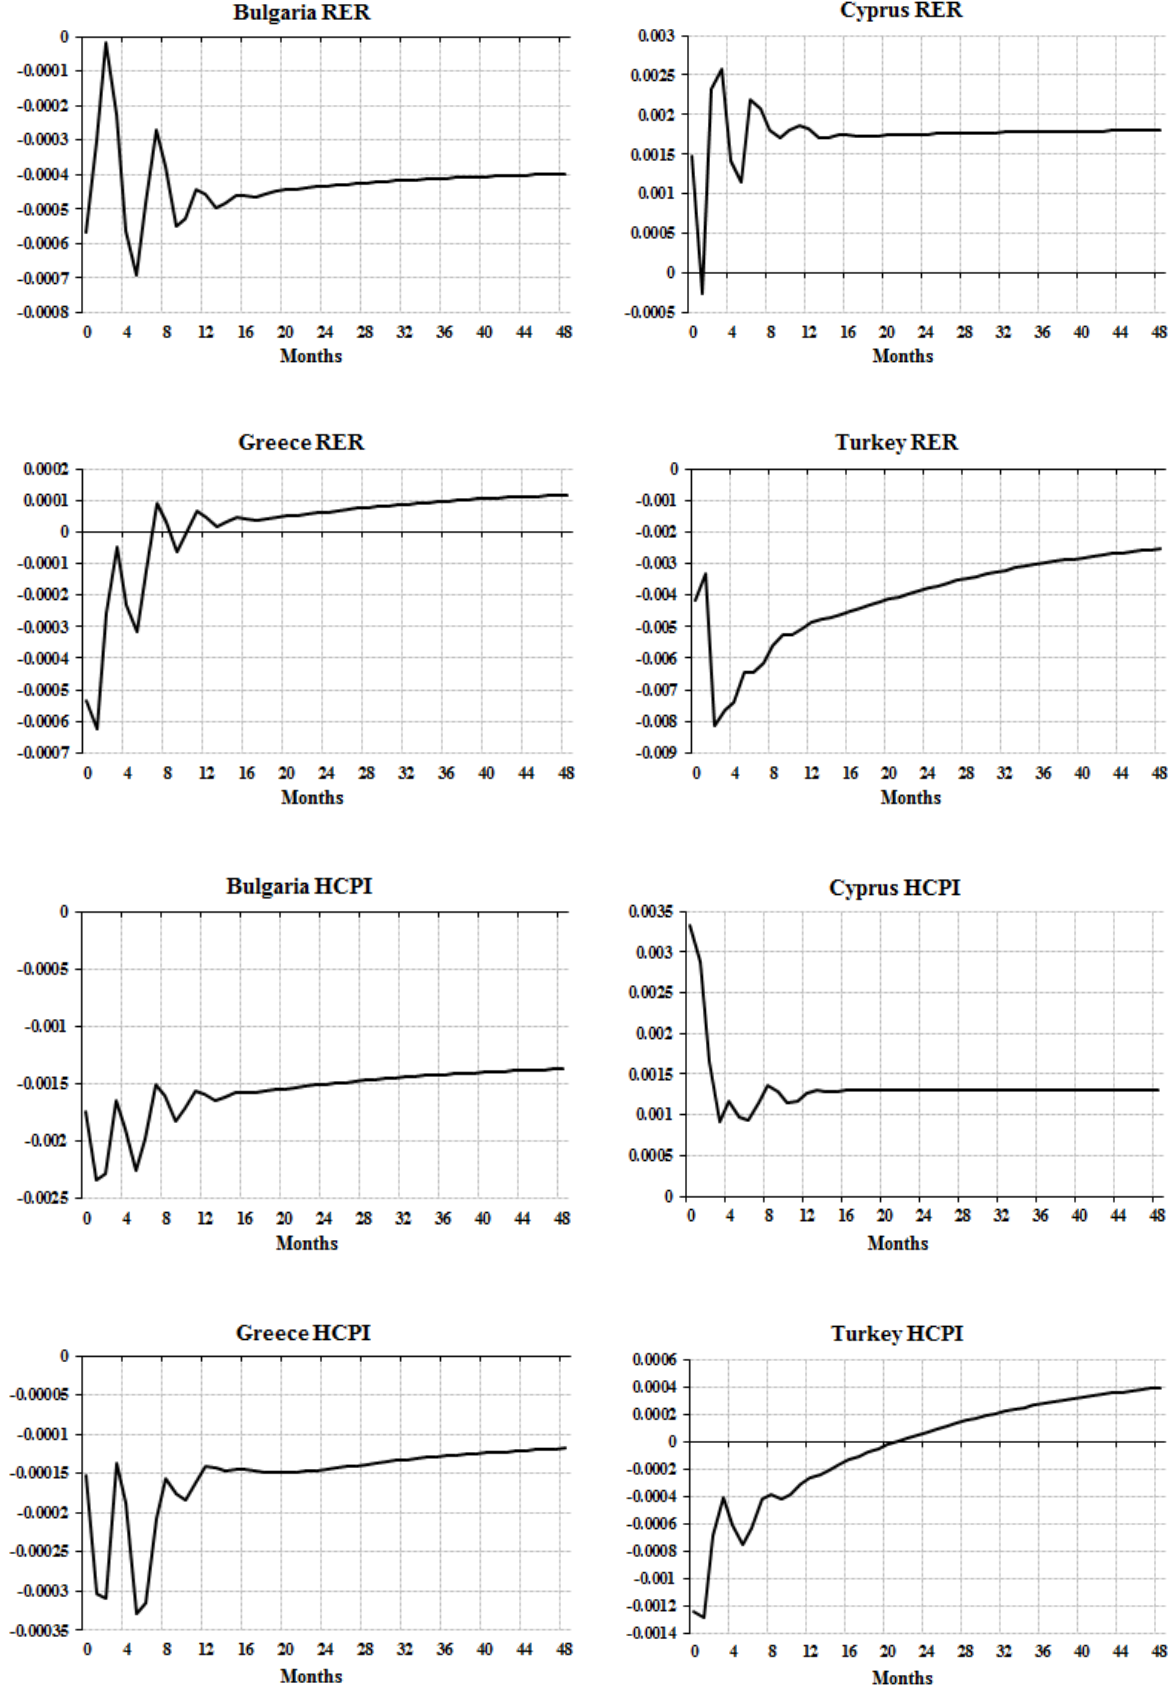 Bulgaria RER
0
-0.0001
-0.0002
-0.0003
-0.0004
-0.0005
-0.0006
-0.0007
-0.0008
0 4 8 12 16 20 24 28 32 36 40 44 48
Months
Cyprus RER
0.003
0.0025
0.002
0.0015
0.001
0.0005
0
-0.0005
0 4 8 12 16 20 24 28 32 36 40 44 48
Months
Greece RER
0.0002
0.0001
0
-0.0001
-0.0002
-0.0003
-0.0004
-0.0005
-0.0006
-0.0007
0 4 8 12 16 20 24 28 32 36 40 44 48
Months
Turkey RER
0
-0.001
-0.002
-0.003
-0.004
-0.005
-0.006
-0.007
-0.008
-0.009
0 4 8 12 16 20 24 28 32 36 40 44 48
Months
Bulgaria HCPI
0
-0.0005
-0.001
-0.0015
-0.002
-0.0025
0 4 8 12 16 20 24 28 32 36 40 44 48
Months
Cyprus HCPI
0.0035
0.003
0.0025
0.002
0.0015
0.001
0.0005
0
0 4 8 12 16 20 24 28 32 36 40 44 48
Months
Greece HCPI
0
-0.00005
-0.0001
-0.00015
-0.0002
-0.00025
-0.0003
-0.00035
0 4 8 12 16 20 24 28 32 36 40 44 48
Months
Turkey HCPI
0.0006
0.0004
0.0002
0
-0.0002
-0.0004
-0.0006
-0.0008
-0.001
-0.0012
-0.0014
0 4 8 12 16 20 24 28 32 36 40 44 48
Months